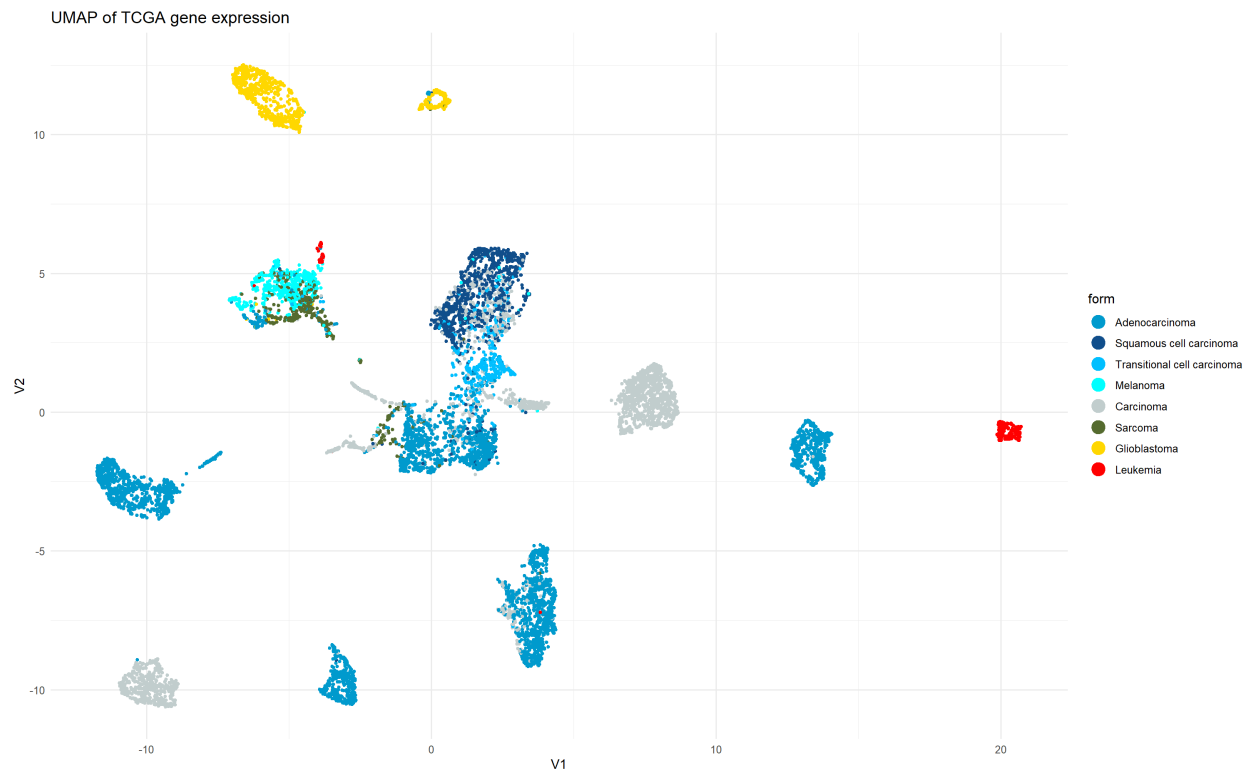 UMAP of TCGA gene expression
10
5
0
-5
-10
V2
-10
0
10
20
V1
form
Adenocarcinoma
Squamous cell carcinoma
Transitional cell carcinoma
Melanoma
Carcinoma
Sarcoma
Glioblastoma
Leukemia